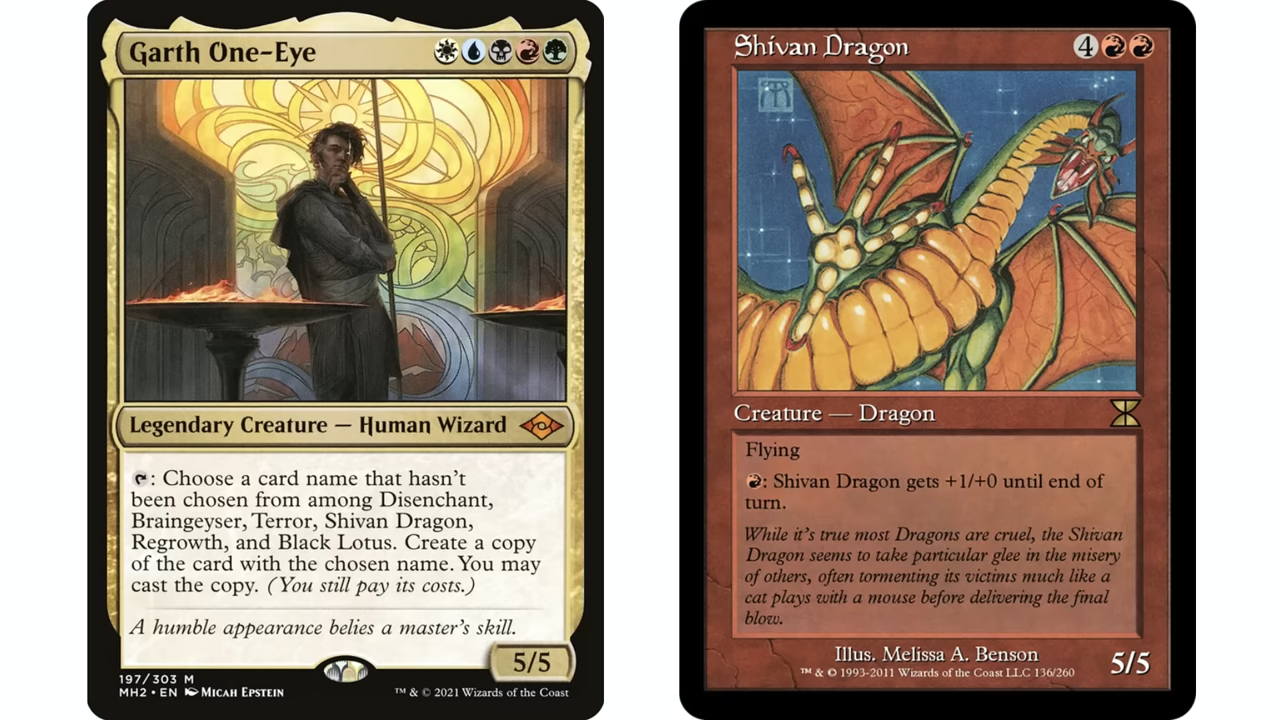 Garth One-Eye
Legendary Creature — Human Wizard
: Choose a card name that hasn't
been chosen from among Disenchant,
Braingeyser, Terror, Shivan Dragon,
Regrowth, and Black Lotus. Create a copy
of the card with the chosen name. You may
cast the copy. (You still pay its costs.)
A humble appearance belies a master's skill.
5/5
197/303 M
MH2 • EN Micah Epstein
™ & © 2021 Wizards of the Coast
Shivan Dragon
4
Creature — Dragon
Flying
: Shivan Dragon gets +1/+0 until end of
turn.
While it's true most Dragons are cruel, the Shivan
Dragon seems to take particular glee in the misery
of others, often tormenting its victims much like a
cat plays with a mouse before delivering the final
blow.
Illus. Melissa A. Benson
™ & © 1993-2011 Wizards of the Coast LLC 136/260
5/5